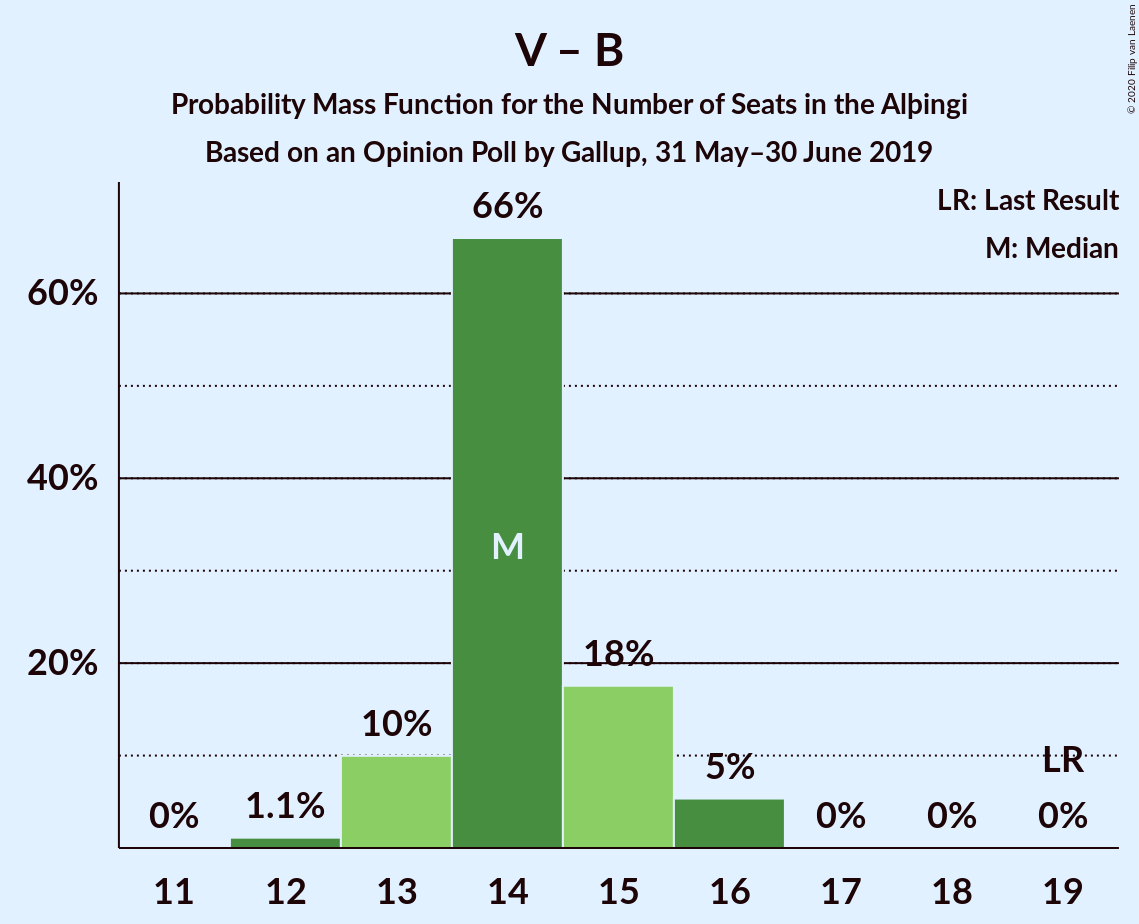 V – B
Probability Mass Function for the Number of Seats in the Alþingi
Based on an Opinion Poll by Gallup, 31 May–30 June 2019
© 2020 Filip van Laenen
LR: Last Result
M: Median
66%
60%
40%
M
20%
18%
10%
5%
LR
0%
1.1%
0%
0%
0%
11 12 13 14 15 16 17 18 19